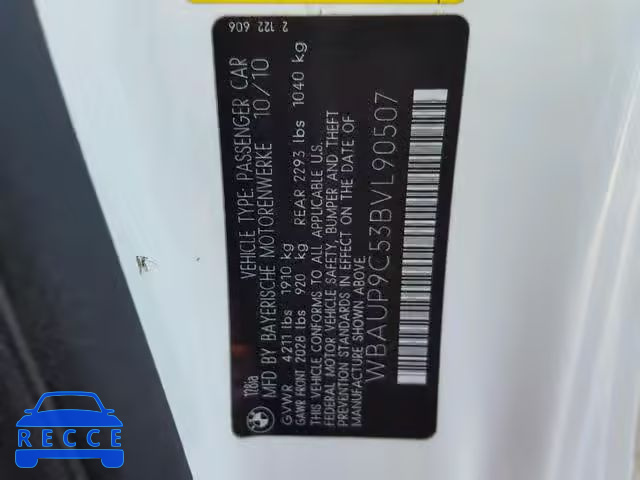 2 122 606
VEHICLE TYPE: PASSENGER CAR
MFD BY BAYERISCHE MOTORENWERKE 10/10
GVWR 4211 lbs 1910 kg
GAWR FRONT 2028 lbs 920 kg REAR 2293 lbs 1040 kg
THIS VEHICLE CONFORMS TO ALL APPLICABLE U.S.
FEDERAL MOTOR VEHICLE SAFETY, BUMPER AND THEFT
PREVENTION STANDARDS IN EFFECT ON THE DATE OF
MANUFACTURE SHOWN ABOVE.
WBAUP9C53BVL90507
128ia
BMW
RECCE